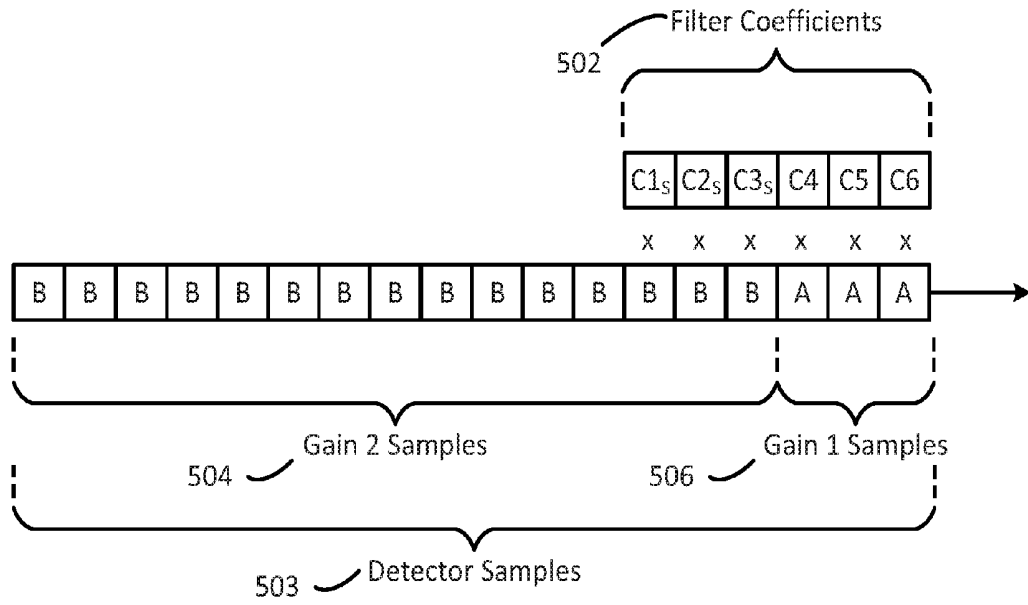 Filter Coefficients
502
C1S C2S C3S C4 C5 C6
x x x x x x
B B B B B B B B B B B B B B B A A A
Gain 2 Samples
504
Gain 1 Samples
506
Detector Samples
503